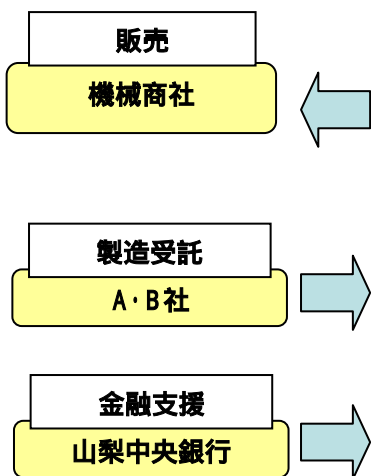 販売
機械商社
製造受託
A・B社
金融支援
山梨中央銀行